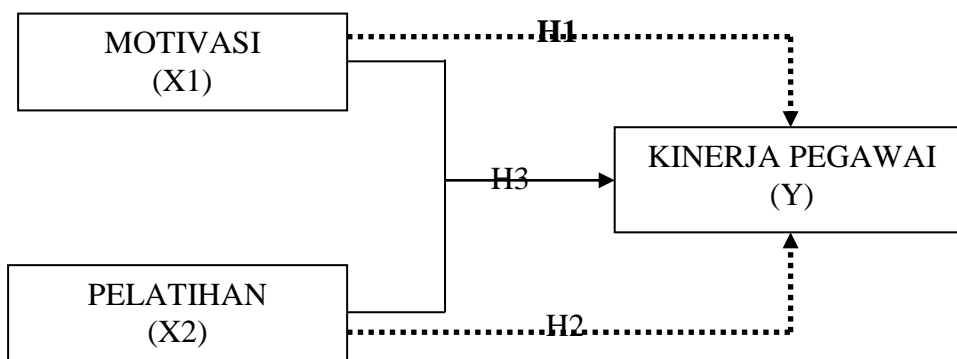 MOTIVASI
(X1)
H1
KINERJA PEGAWAI
(Y)
H3
PELATIHAN
(X2)
H2